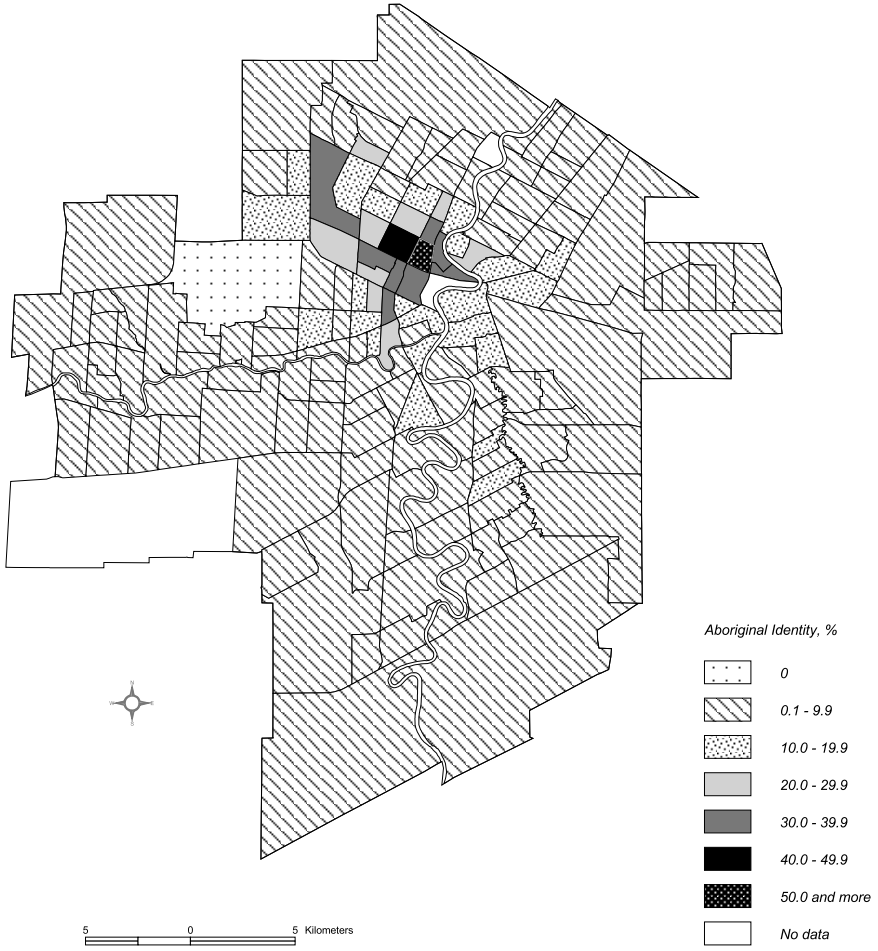 Aboriginal Identity, %
0
0.1 - 9.9
10.0 - 19.9
20.0 - 29.9
30.0 - 39.9
40.0 - 49.9
50.0 and more
No data
N
W E
S
5 0 5 Kilometers